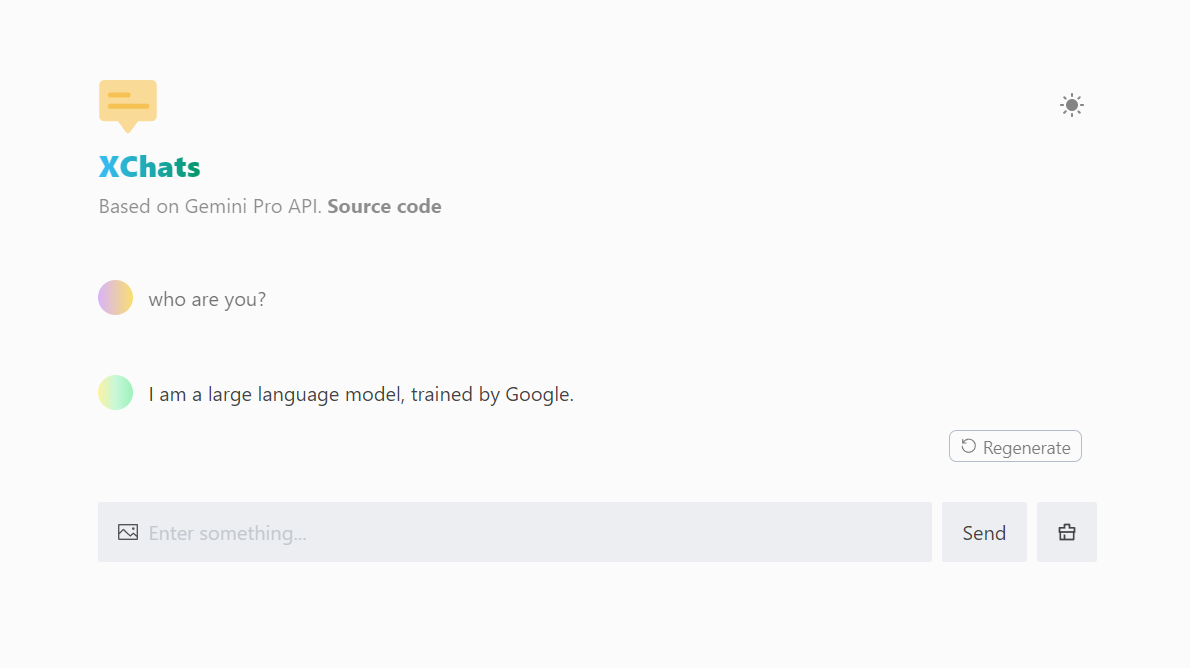 XChats
Based on Gemini Pro API. Source code
who are you?
I am a large language model, trained by Google.
Regenerate
Enter something...
Send